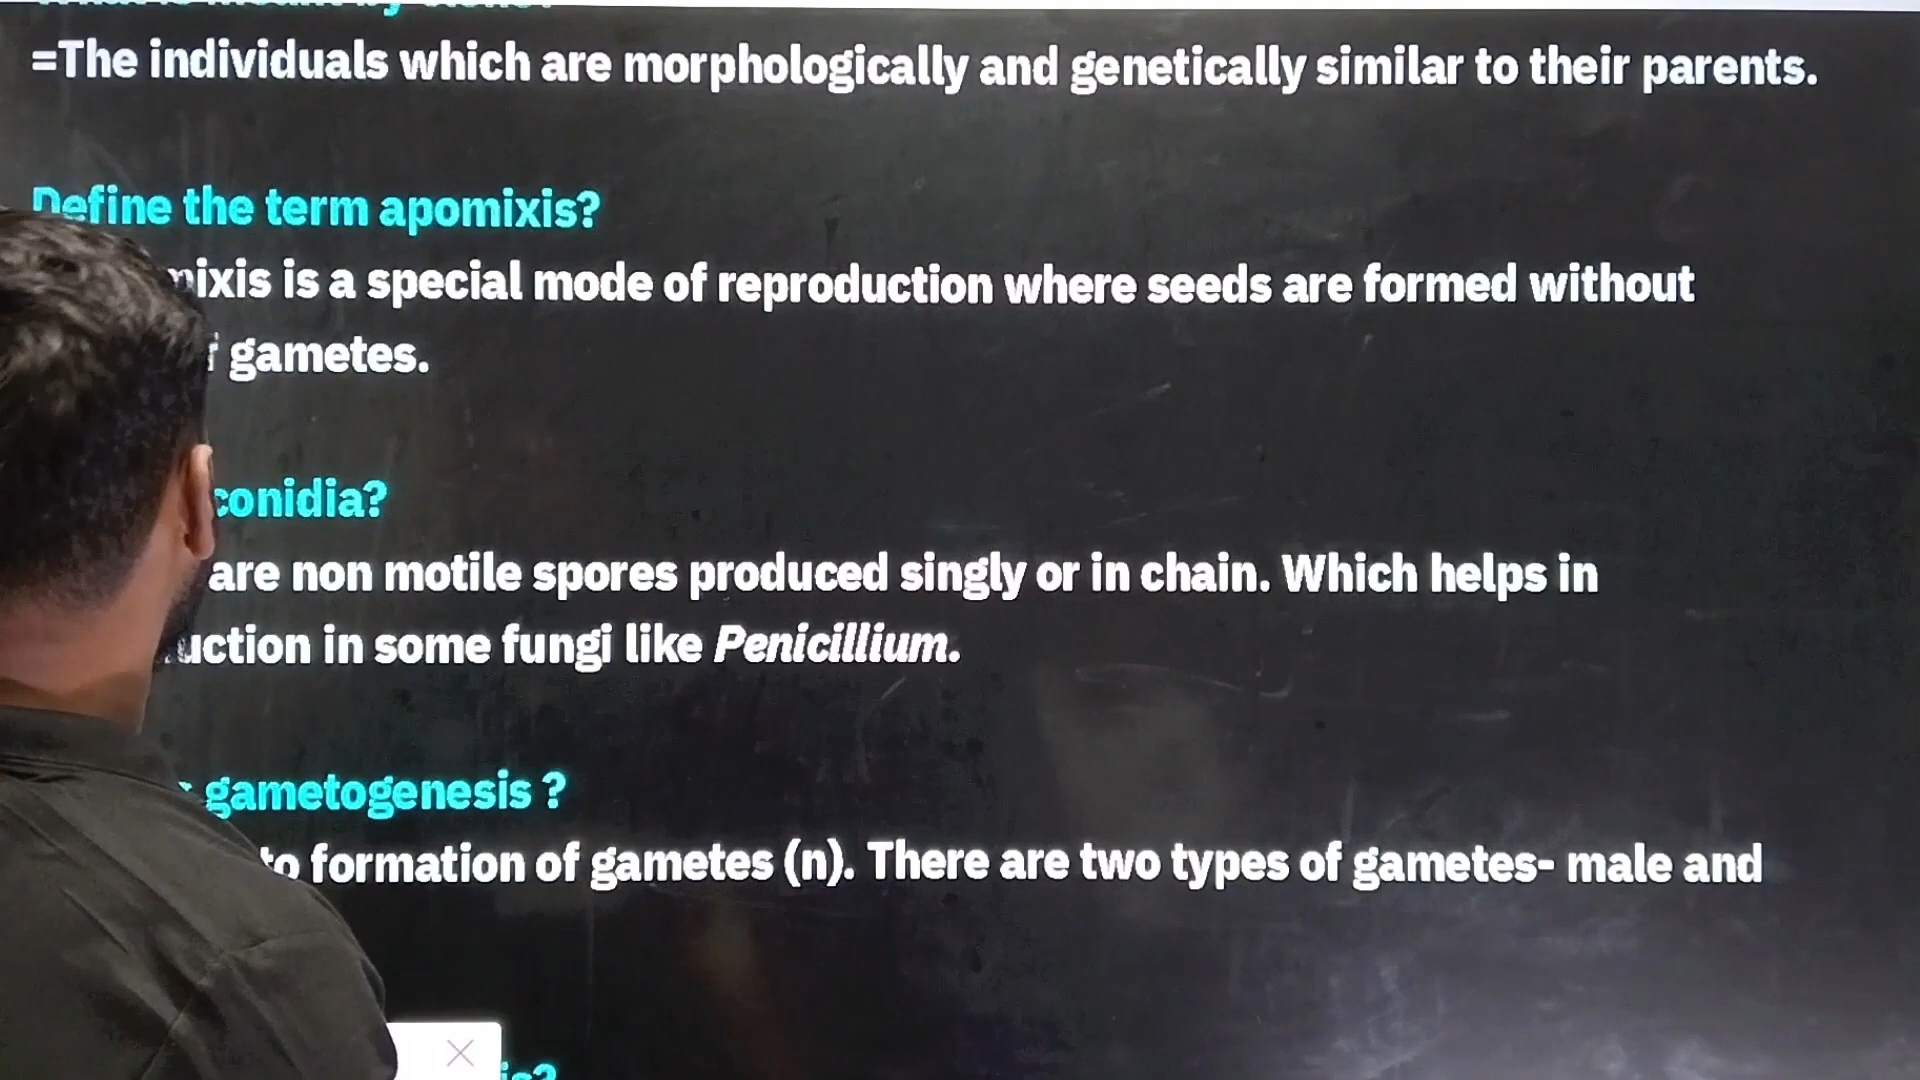 =The individuals which are morphologically and genetically similar to their parents.
Define the term apomixis?
is a special mode of reproduction where seeds are formed without
gametes.
conidia?
are non motile spores produced singly or in chain. Which helps in
in some fungi like Penicillium.
gametogenesis ?
to formation of gametes (n). There are two types of gametes- male and